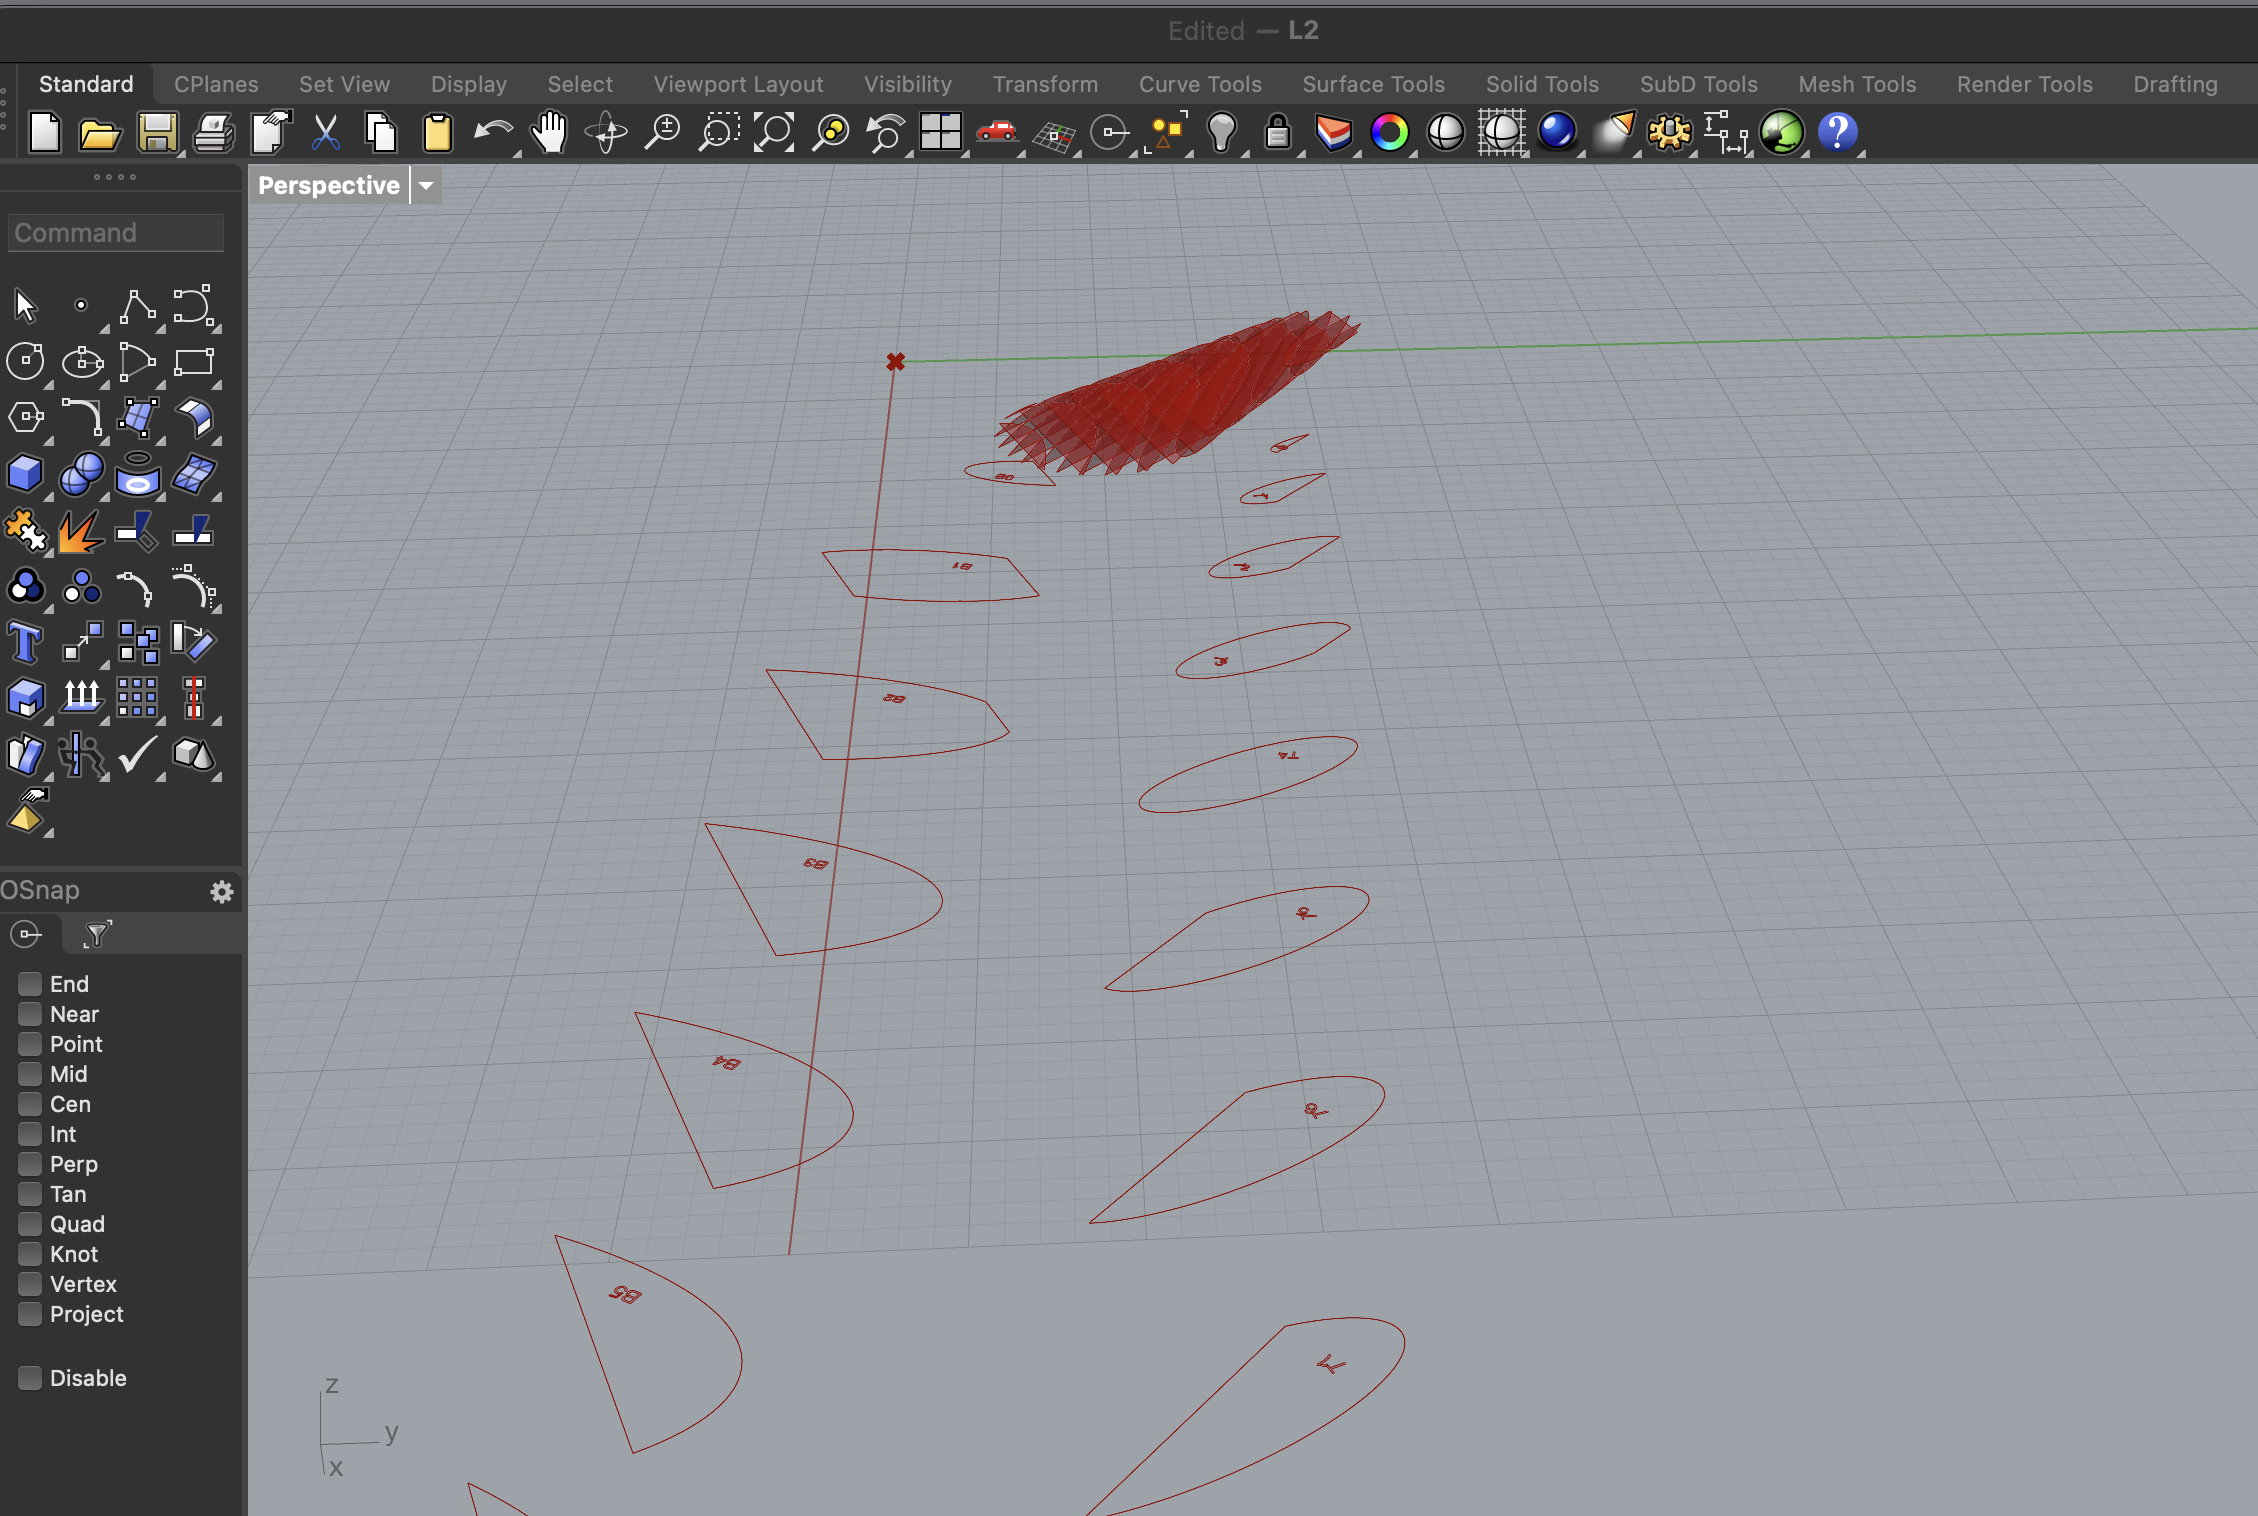 Edited — L2
Standard CPlanes Set View Display Select Viewport Layout Visibility Transform Curve Tools Surface Tools Solid Tools SubD Tools Mesh Tools Render Tools Drafting
Perspective
Command
B0
B1
B2
T4
B3
B4
B5
OSnap
End
Near
Point
Mid
Cen
Int
Perp
Tan
Quad
Knot
Vertex
Project
Disable
z
y
x